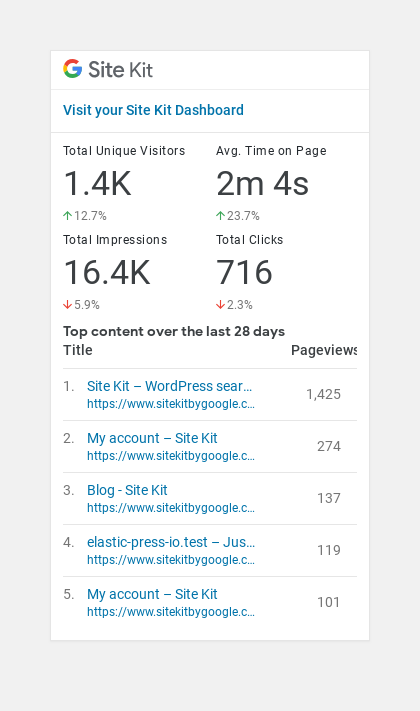 Site Kit
Visit your Site Kit Dashboard
Total Unique Visitors Avg. Time on Page
1.4K 2m 4s
↑12.7% ↑23.7%
Total Impressions Total Clicks
16.4K 716
↓5.9% ↓2.3%
Top content over the last 28 days
Title Pageviews
1. Site Kit – WordPress sear… 1,425
https://www.sitekitbygoogle.c…
2. My account – Site Kit 274
https://www.sitekitbygoogle.c…
3. Blog - Site Kit 137
https://www.sitekitbygoogle.c…
4. elastic-press-io.test – Jus… 119
https://www.sitekitbygoogle.c…
5. My account – Site Kit 101
https://www.sitekitbygoogle.c…